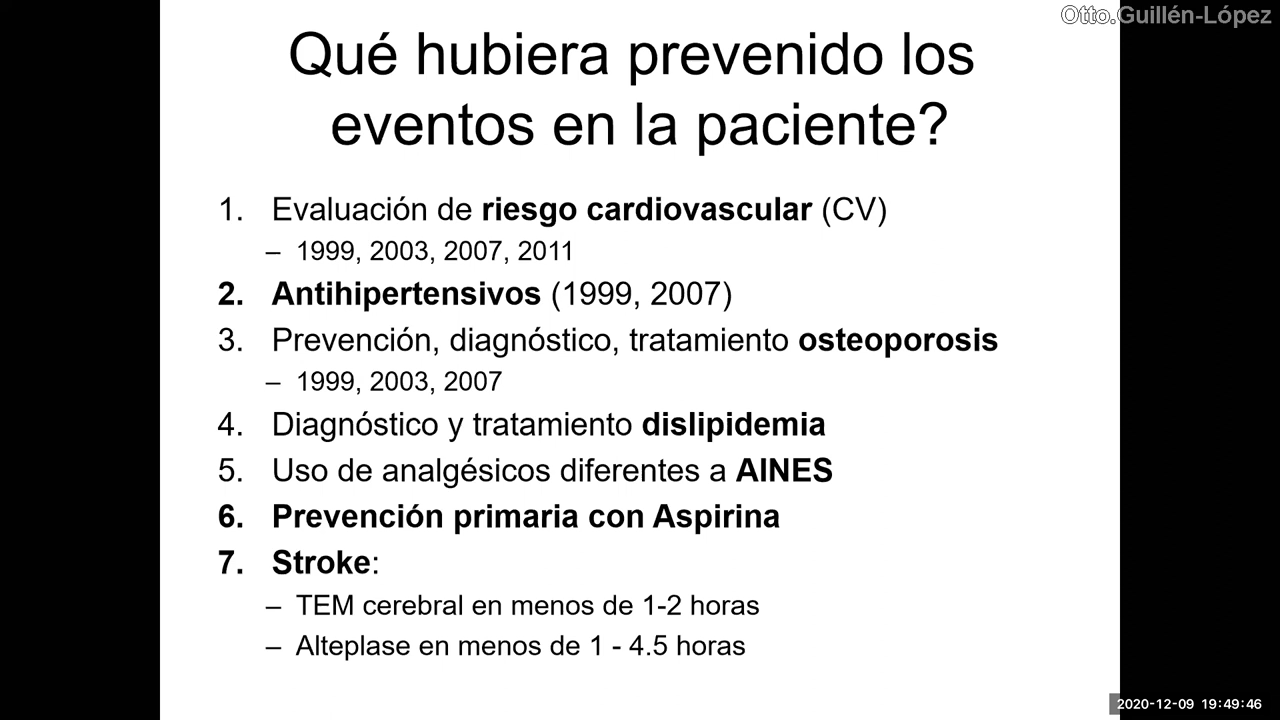 Otto.Guillén-López
Qué hubiera prevenido los
eventos en la paciente?
1. Evaluación de riesgo cardiovascular (CV)
– 1999, 2003, 2007, 2011
2. Antihipertensivos (1999, 2007)
3. Prevención, diagnóstico, tratamiento osteoporosis
– 1999, 2003, 2007
4. Diagnóstico y tratamiento dislipidemia
5. Uso de analgésicos diferentes a AINES
6. Prevención primaria con Aspirina
7. Stroke:
– TEM cerebral en menos de 1-2 horas
– Alteplase en menos de 1 - 4.5 horas
2020-12-09 19:49:46